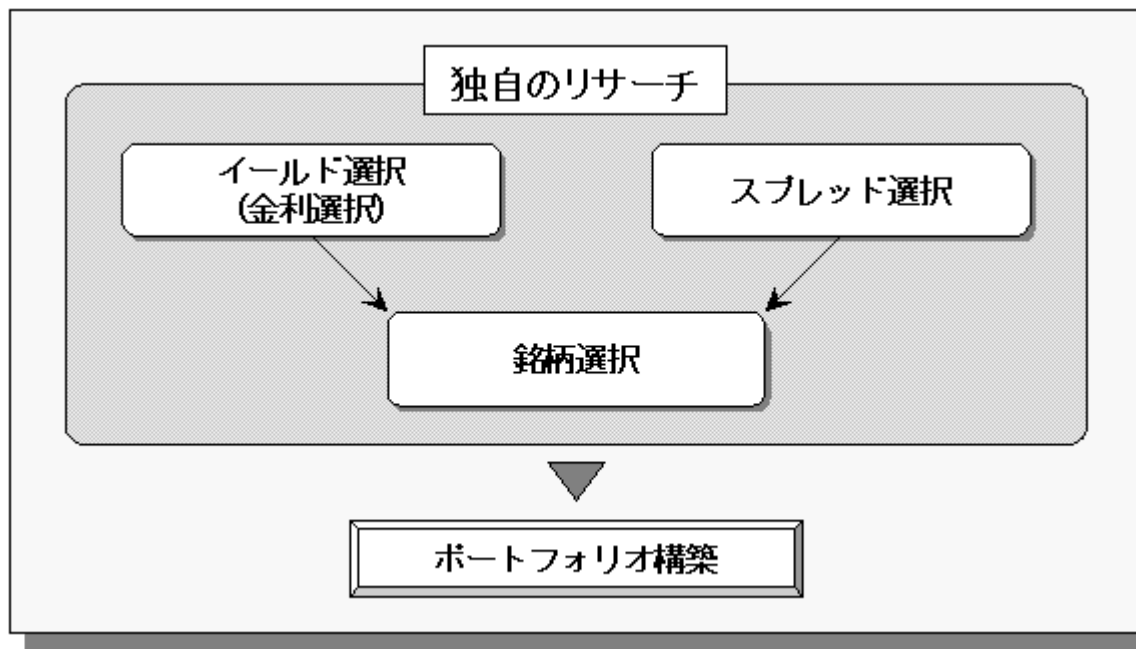 独自のリサーチ
イールド選択
(金利選択)
スプレッド選択
銘柄選択
ポートフォリオ構築